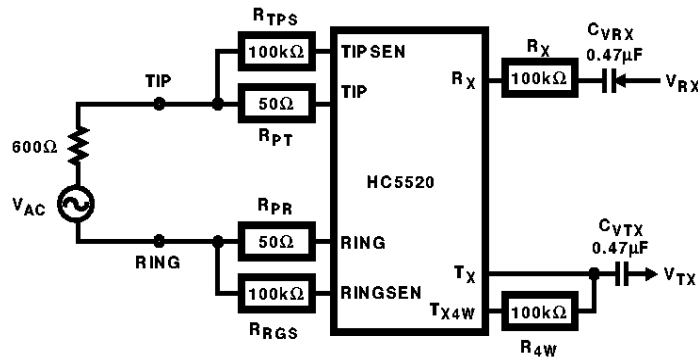 RTPS
100kΩ
TIPSEN
TIP
50Ω
TIP
RPT
600Ω
VAC
HC5520
RPR
50Ω
RING
RING
100kΩ
RINGSEN
RRGS
CVRX
0.47μF
RX
RX
100kΩ
VRX
CVTX
0.47μF
TX
VTX
TX4W
100kΩ
R4W